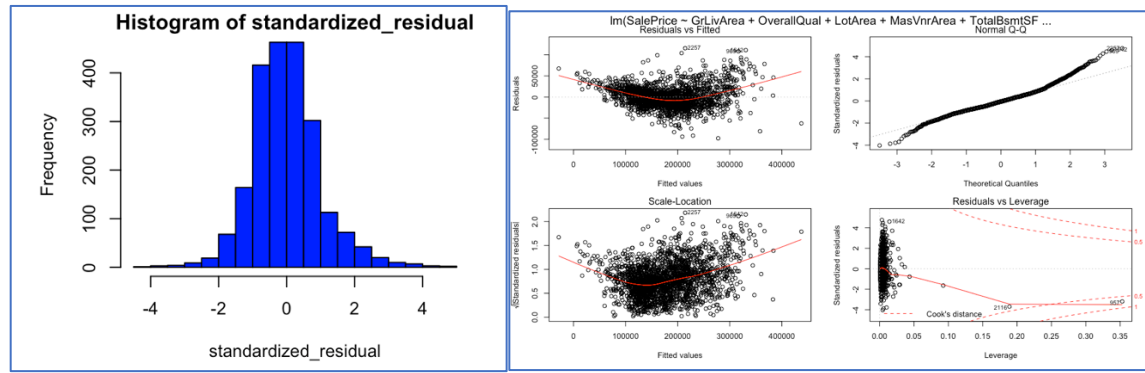 Histogram of standardized_residual
Frequency
400
300
200
100
0
-4 -2 0 2 4
standardized_residual
lm(SalePrice ~ GrLivArea + OverallQual + LotArea + MasVnrArea + TotalBsmtSF ...
Residuals vs Fitted
Residuals
50000
0
-100000
2257
0 100000 200000 300000 400000
Fitted values
Normal Q-Q
Standardized residuals
4
2
0
-2
-4
-3 -2 -1 0 1 2 3
Theoretical Quantiles
Scale-Location
√|Standardized residuals|
2.0
1.5
1.0
0.5
0.0
2257
0 100000 200000 300000 400000
Fitted values
Residuals vs Leverage
Standardized residuals
4
2
0
-2
-4
1642
2116
957
1
0.5
0.5
1
Cook's distance
0.00 0.05 0.10 0.15 0.20 0.25 0.30 0.35
Leverage